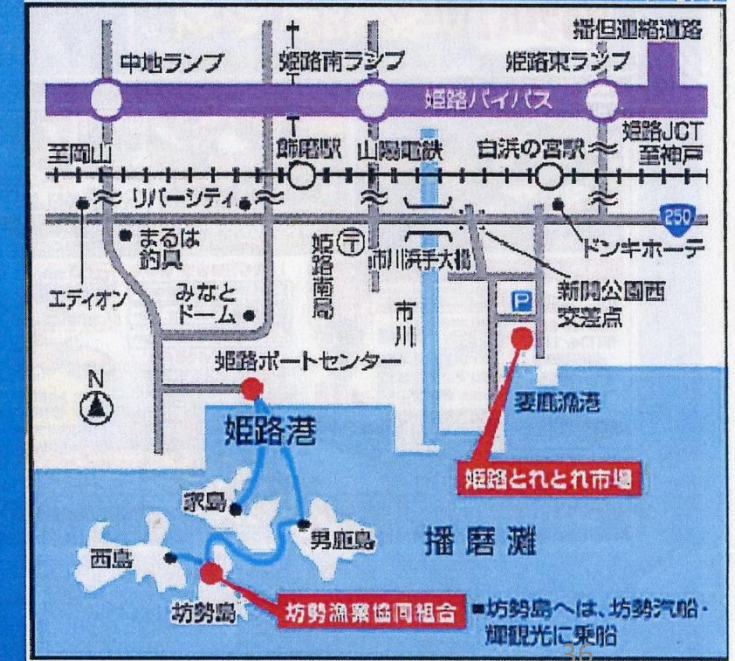 播但連絡道路
中地ランプ
姫路南ランプ
姫路東ランプ
姫路バイパス
姫路JCT
至岡山
飾磨駅
山陽電鉄
白浜の宮駅
至神戸
リバーシティ
250
まるは
釣具
姫路南局
〒
市川浜手大橋
ドンキホーテ
エディオン
みなと
ドーム
市川
P
新開公園西
交差点
姫路ポートセンター
N
姫路港
妻鹿漁港
姫路とれとれ市場
家島
男鹿島
播磨灘
西島
坊勢島
坊勢漁業協同組合
■坊勢島へは、坊勢汽船・
輝観光に乗船
36